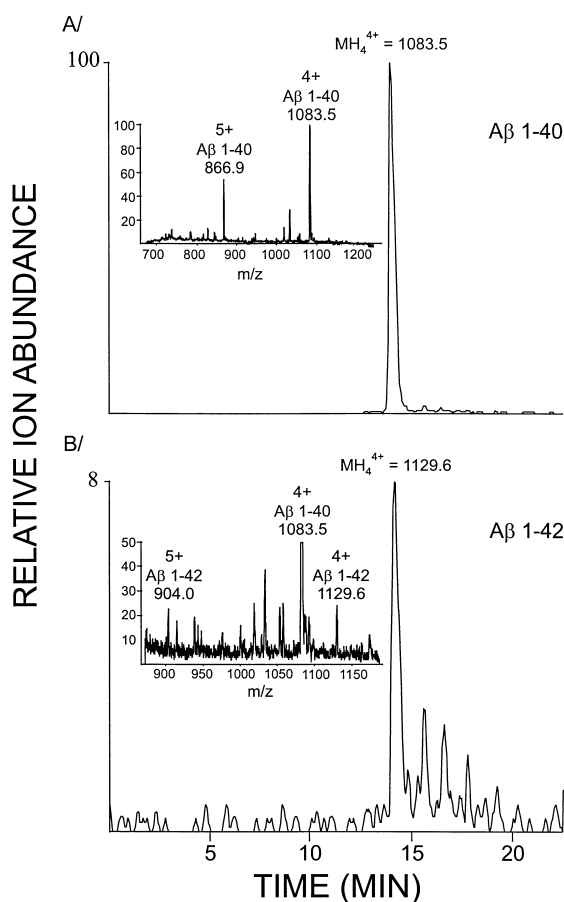 A/
MH₄⁴⁺ = 1083.5
100
4+
Aβ 1-40
1083.5
5+
Aβ 1-40
866.9
Aβ 1-40
100
80
60
40
20
700 800 900 1000 1100 1200
m/z
RELATIVE ION ABUNDANCE
B/
MH₄⁴⁺ = 1129.6
8
4+
Aβ 1-40
1083.5
5+
Aβ 1-42
904.0
4+
Aβ 1-42
1129.6
Aβ 1-42
50
40
30
20
10
900 950 1000 1050 1100 1150
m/z
5 10 15 20
TIME (MIN)